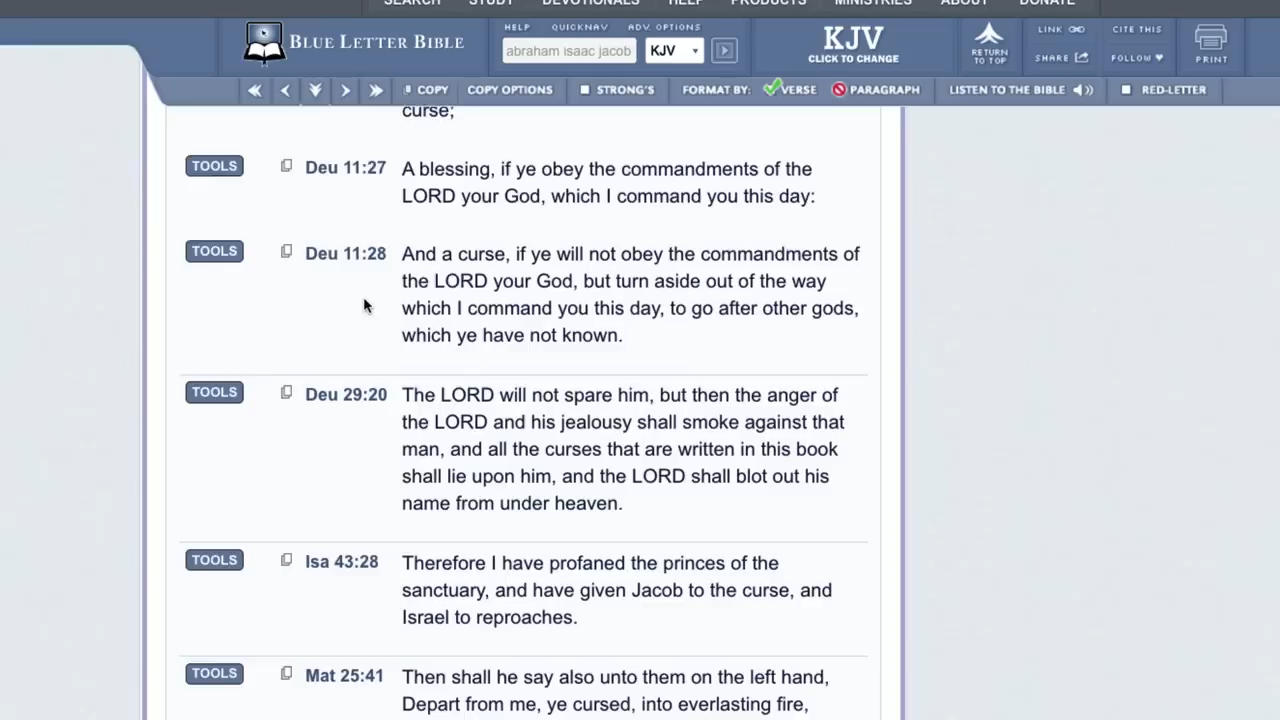 SEARCH STUDY DEVOTIONALS HELP PRODUCTS MINISTRIES ABOUT DONATE
BLUE LETTER BIBLE
HELP QUICKNAV ADV. OPTIONS
abraham isaac jacob
KJV
KJV
CLICK TO CHANGE
RETURN
TO TOP
LINK
CITE THIS
SHARE
FOLLOW
PRINT
COPY
COPY OPTIONS
STRONG'S
FORMAT BY: VERSE PARAGRAPH
LISTEN TO THE BIBLE
RED-LETTER
curse;
TOOLS Deu 11:27 A blessing, if ye obey the commandments of the
LORD your God, which I command you this day:
TOOLS Deu 11:28 And a curse, if ye will not obey the commandments of
the LORD your God, but turn aside out of the way
which I command you this day, to go after other gods,
which ye have not known.
TOOLS Deu 29:20 The LORD will not spare him, but then the anger of
the LORD and his jealousy shall smoke against that
man, and all the curses that are written in this book
shall lie upon him, and the LORD shall blot out his
name from under heaven.
TOOLS Isa 43:28 Therefore I have profaned the princes of the
sanctuary, and have given Jacob to the curse, and
Israel to reproaches.
TOOLS Mat 25:41 Then shall he say also unto them on the left hand,
Depart from me, ye cursed, into everlasting fire,